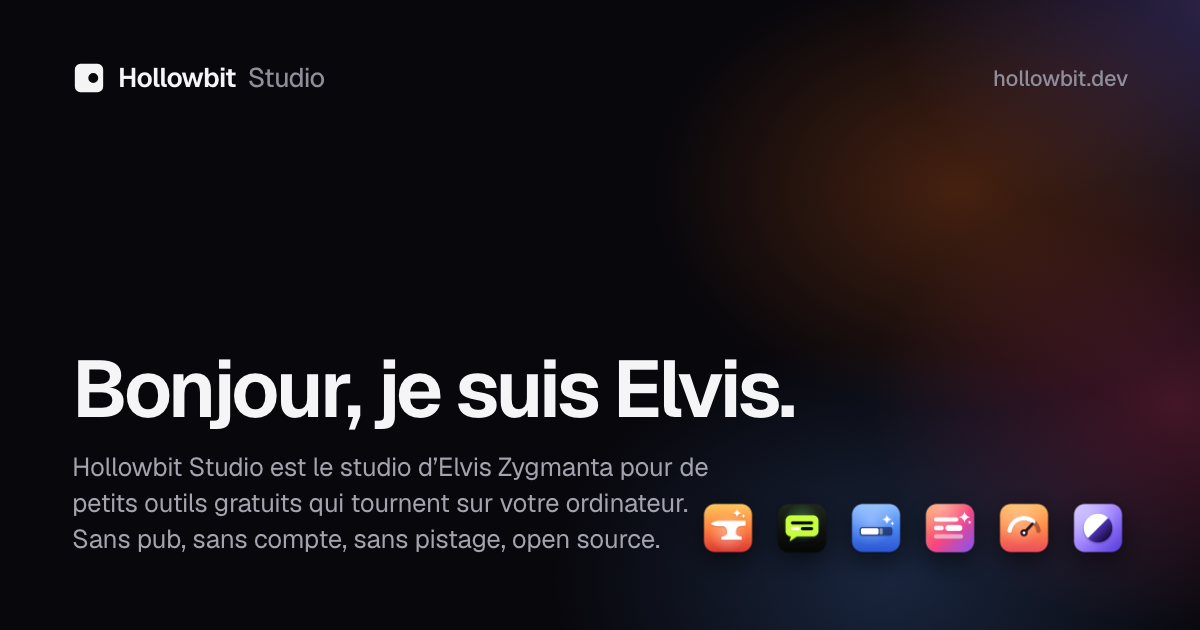 Hollowbit Studio
hollowbit.dev
Bonjour, je suis Elvis.
Hollowbit Studio est le studio d’Elvis Zygmanta pour de
petits outils gratuits qui tournent sur votre ordinateur.
Sans pub, sans compte, sans pistage, open source.